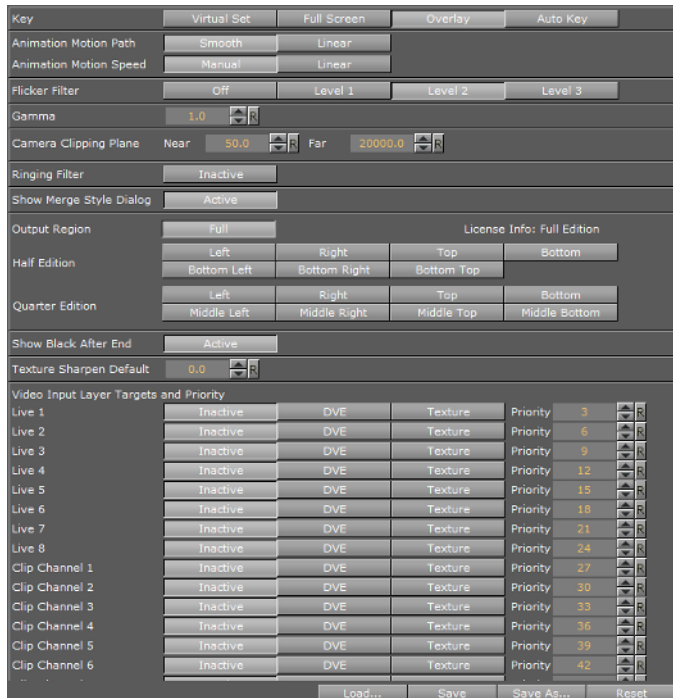 Key Virtual Set Full Screen Overlay Auto Key
Animation Motion Path Smooth Linear
Animation Motion Speed Manual Linear
Flicker Filter Off Level 1 Level 2 Level 3
Gamma 1.0 R
Camera Clipping Plane Near 50.0 R Far 20000.0 R
Ringing Filter Inactive
Show Merge Style Dialog Active
Output Region Full License Info: Full Edition
Half Edition Left Right Top Bottom
Bottom Left Bottom Right Bottom Top
Quarter Edition Left Right Top Bottom
Middle Left Middle Right Middle Top Middle Bottom
Show Black After End Active
Texture Sharpen Default 0.0 R
Video Input Layer Targets and Priority
Live 1 Inactive DVE Texture Priority 3 R
Live 2 Inactive DVE Texture Priority 6 R
Live 3 Inactive DVE Texture Priority 9 R
Live 4 Inactive DVE Texture Priority 12 R
Live 5 Inactive DVE Texture Priority 15 R
Live 6 Inactive DVE Texture Priority 18 R
Live 7 Inactive DVE Texture Priority 21 R
Live 8 Inactive DVE Texture Priority 24 R
Clip Channel 1 Inactive DVE Texture Priority 27 R
Clip Channel 2 Inactive DVE Texture Priority 30 R
Clip Channel 3 Inactive DVE Texture Priority 33 R
Clip Channel 4 Inactive DVE Texture Priority 36 R
Clip Channel 5 Inactive DVE Texture Priority 39 R
Clip Channel 6 Inactive DVE Texture Priority 42 R
Load... Save Save As... Reset